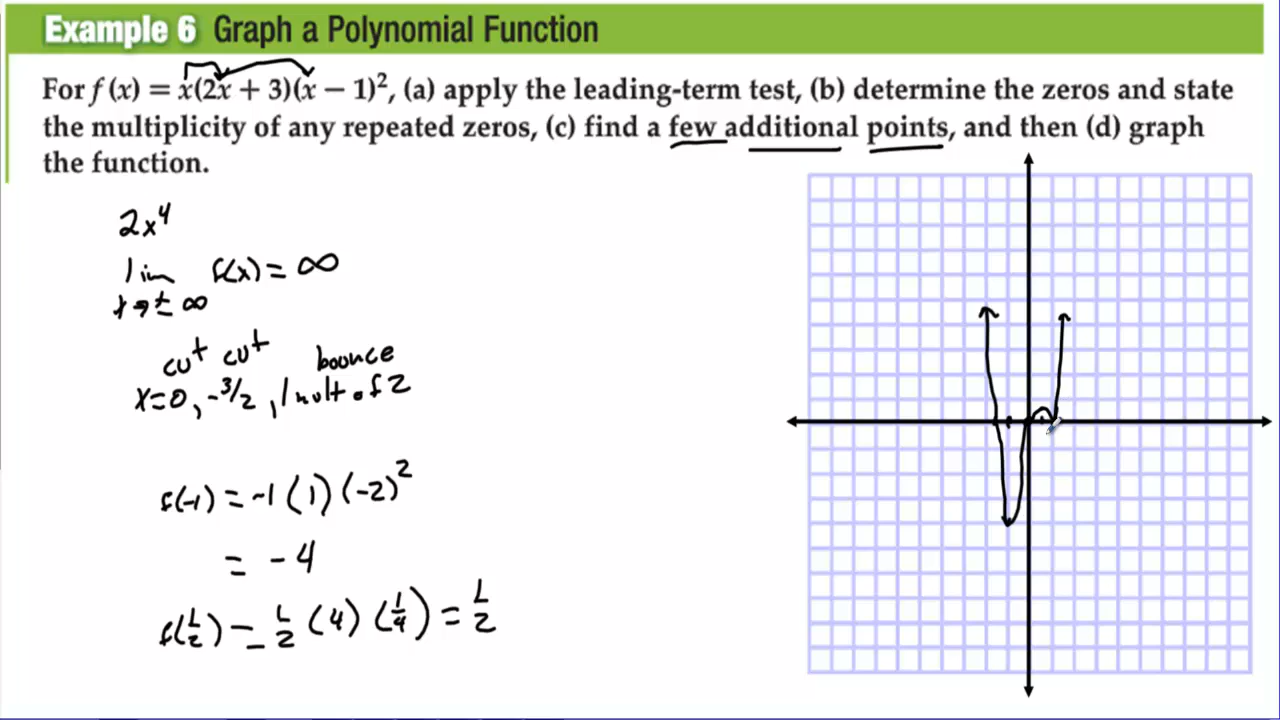 Example 6 Graph a Polynomial Function
For f (x) = x(2x + 3)(x − 1)², (a) apply the leading-term test, (b) determine the zeros and state
the multiplicity of any repeated zeros, (c) find a few additional points, and then (d) graph
the function.
2x⁴
lim f(x) = ∞
x → ± ∞
cut cut bounce
x=0, -3/2, 1 mult of 2
f(-1) = -1 (1) (-2)²
= -4
f(1/2) = 1/2 (4) (1/4) = 1/2